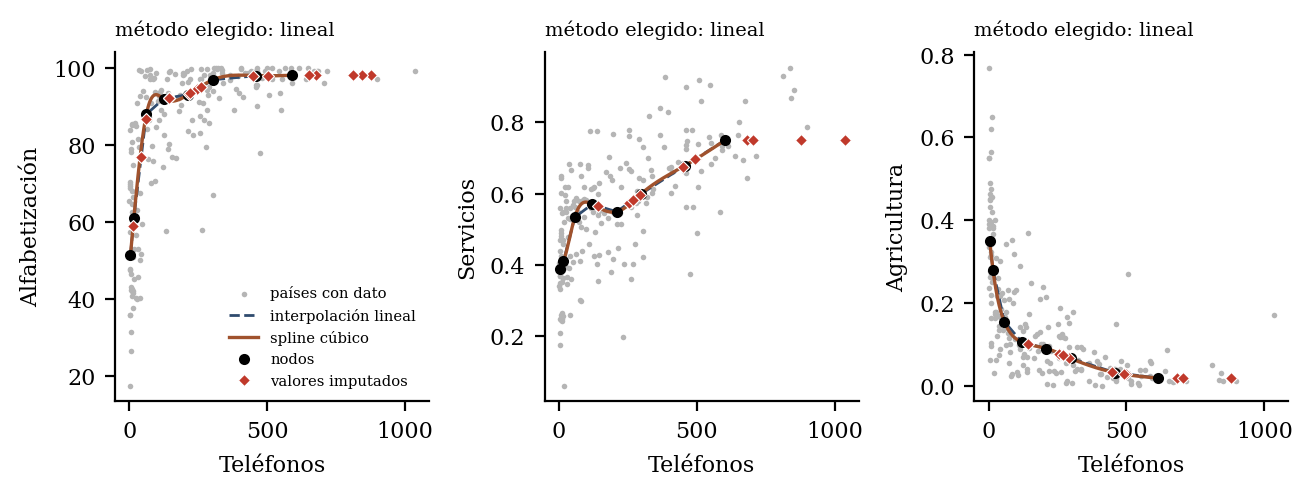 método elegido: lineal
método elegido: lineal
método elegido: lineal
Alfabetización
100
80
60
40
20
0
500
1000
Teléfonos
países con dato
interpolación lineal
spline cúbico
nodos
valores imputados
Servicios
0.8
0.6
0.4
0.2
0
500
1000
Teléfonos
Agricultura
0.8
0.6
0.4
0.2
0.0
0
500
1000
Teléfonos